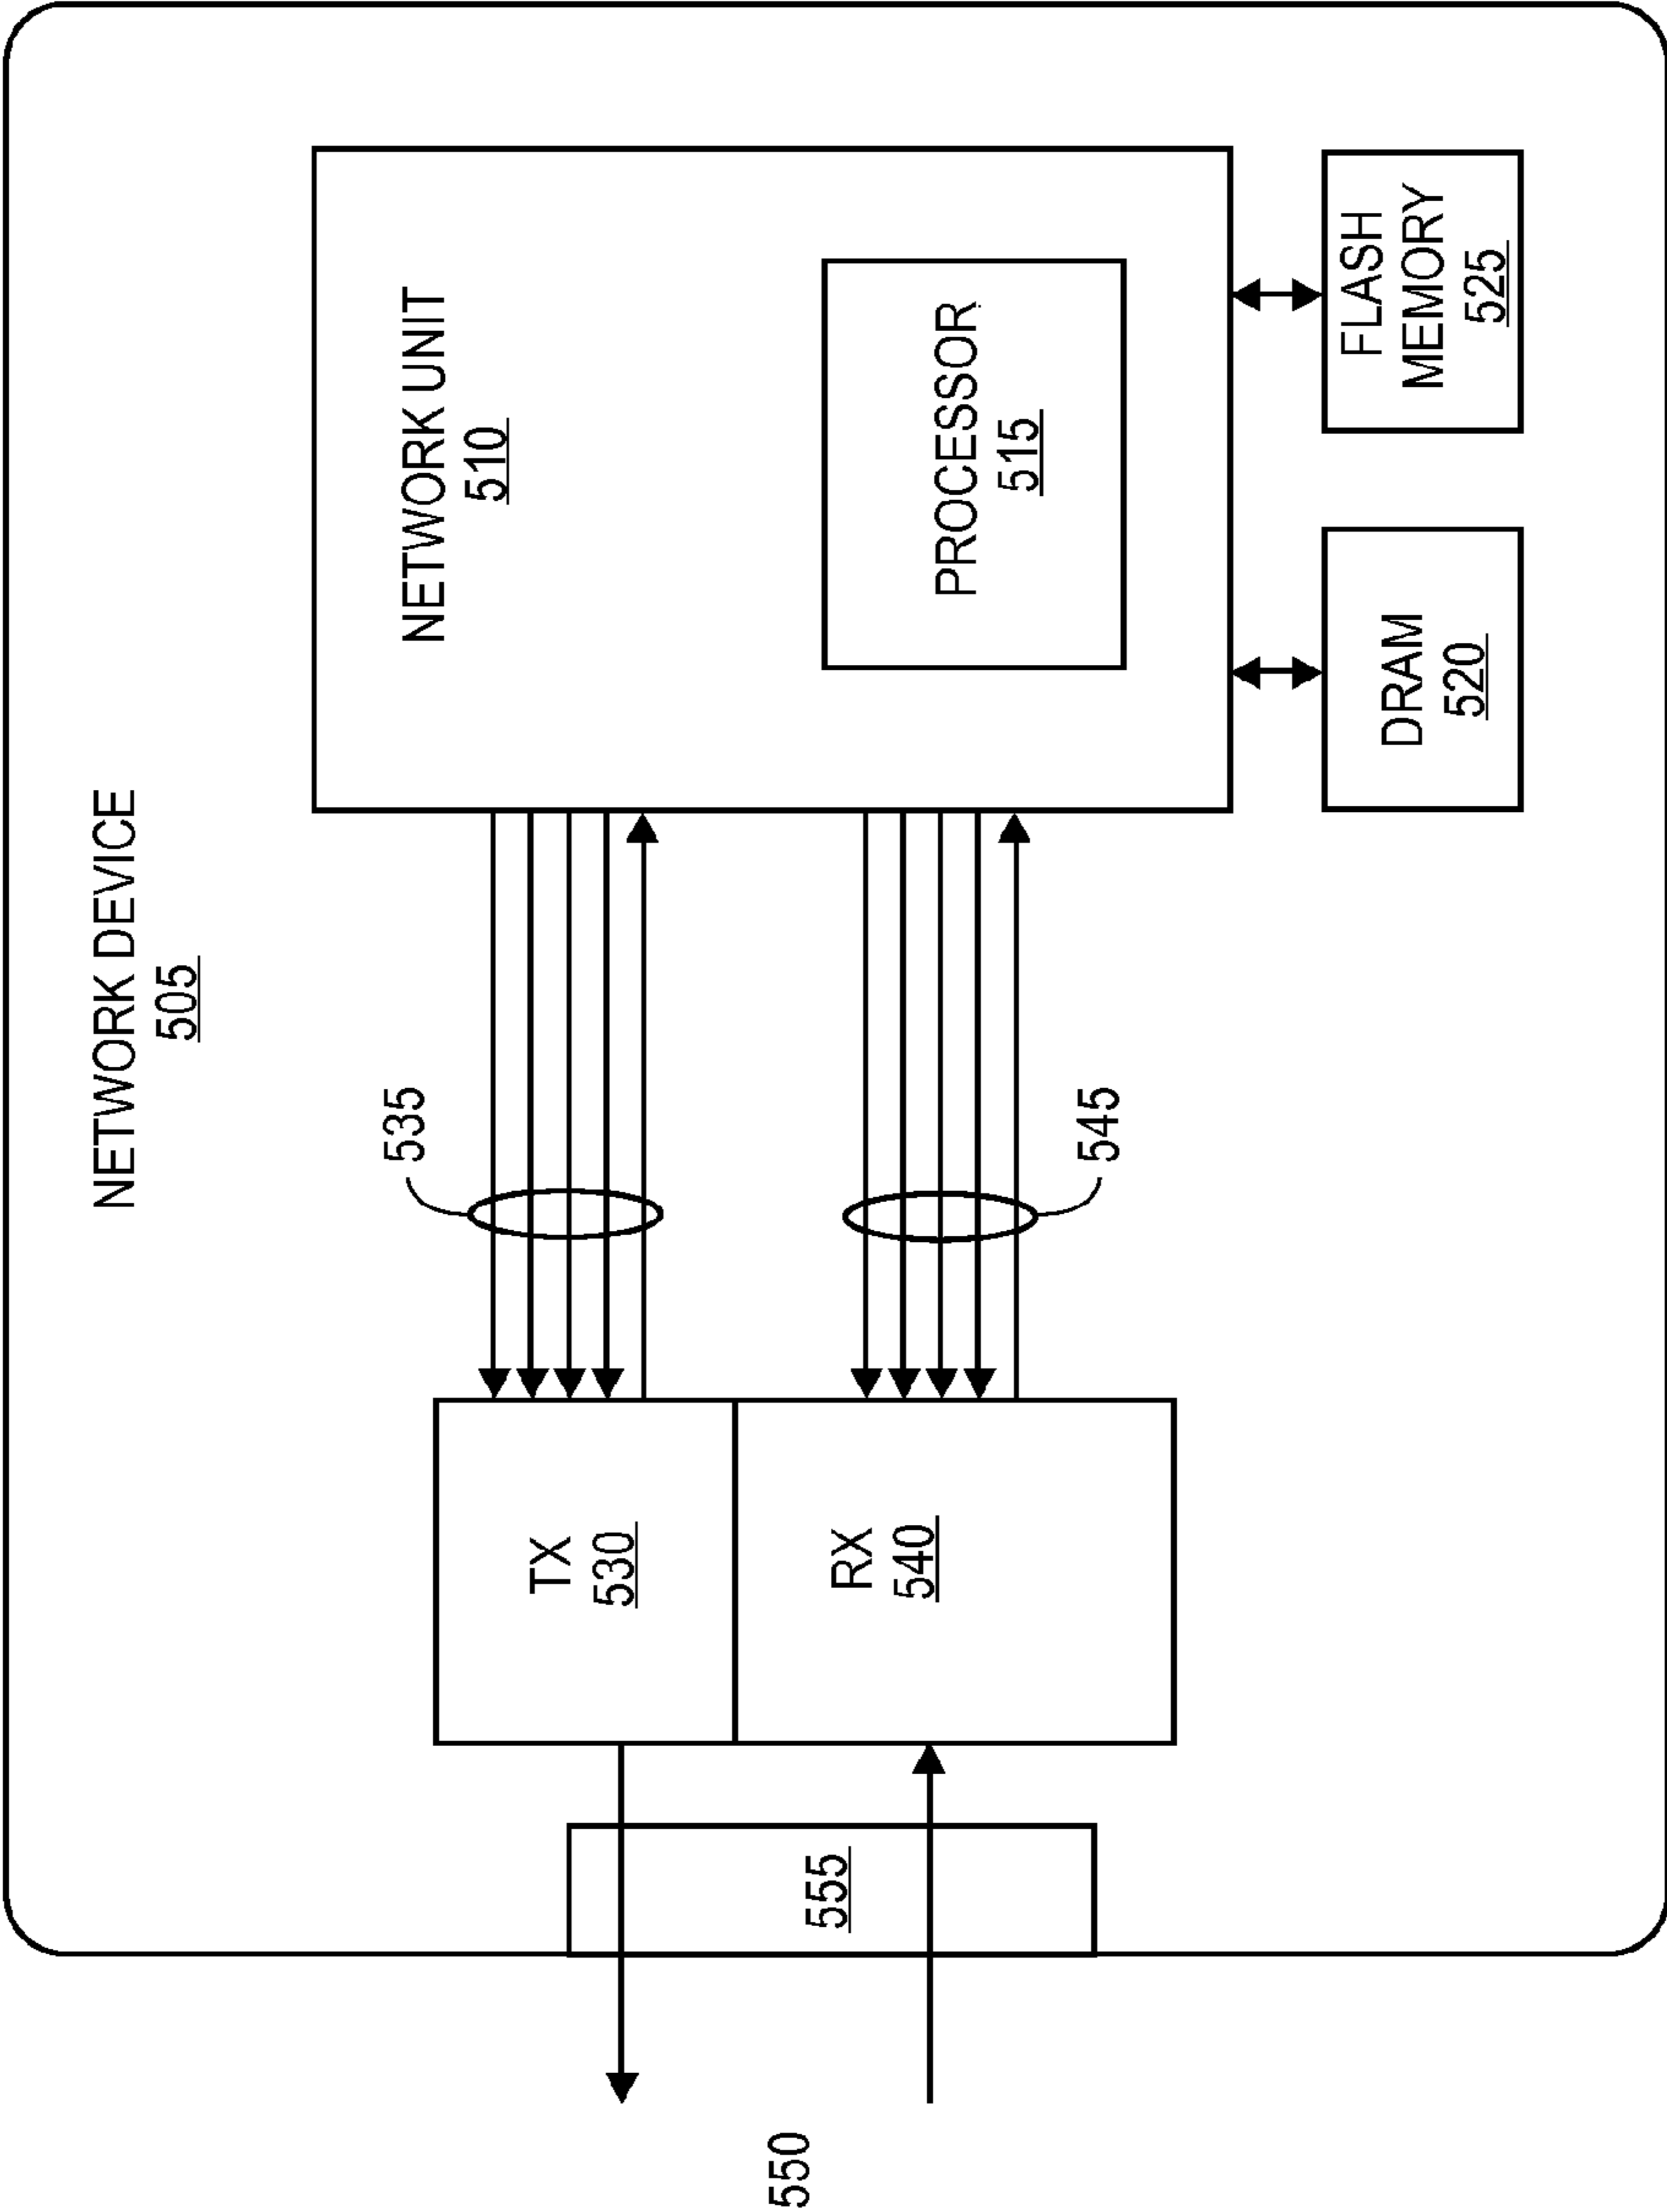 NETWORK DEVICE
505
NETWORK UNIT
510
535
TX
530
PROCESSOR
515
RX
540
545
555
550
DRAM
520
FLASH
MEMORY
525